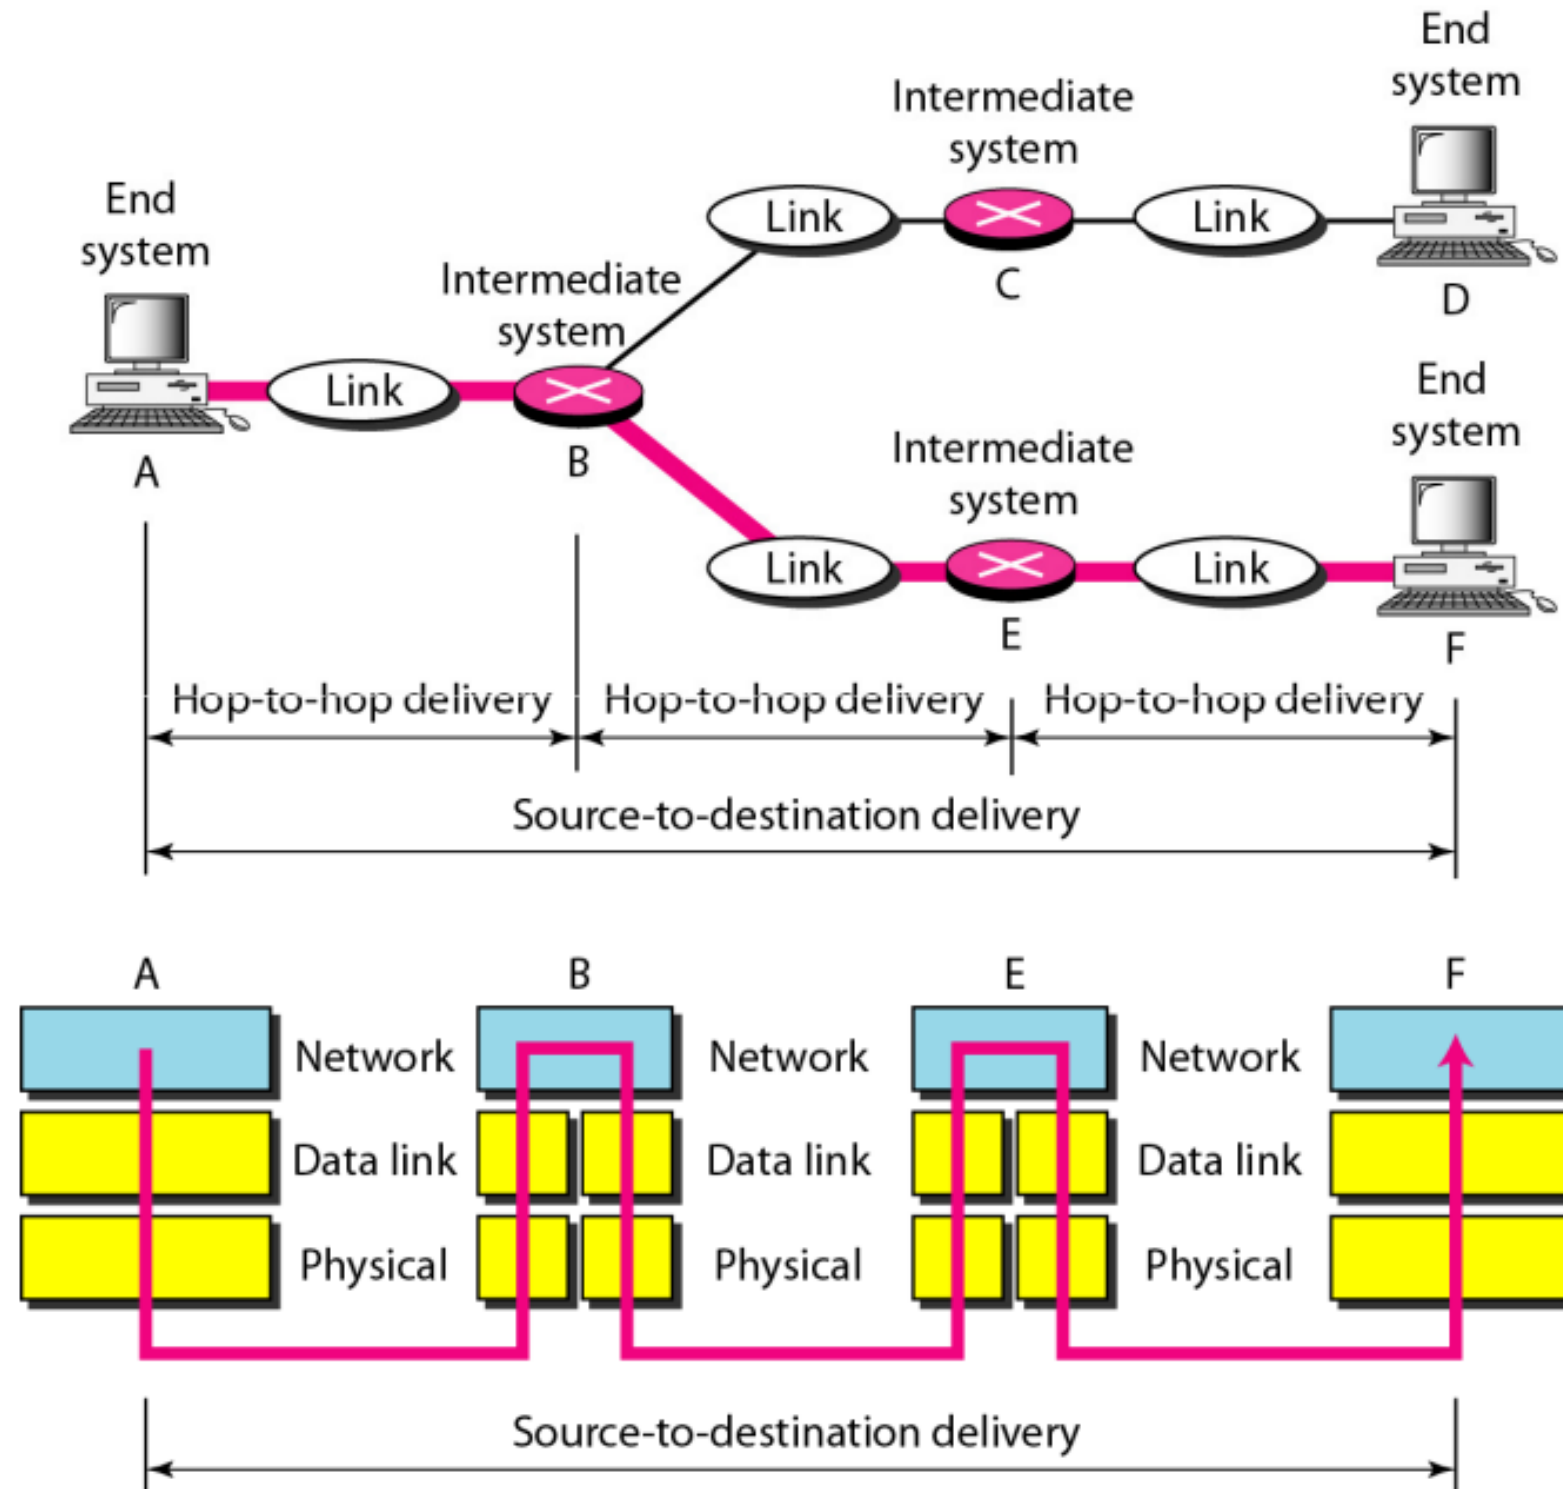 End
system
Intermediate
system
Link
Link
C
D
End
system
Intermediate
system
Link
A
B
End
system
Intermediate
system
Link
Link
E
F
Hop-to-hop delivery
Hop-to-hop delivery
Hop-to-hop delivery
Source-to-destination delivery
A
B
E
F
Network
Network
Network
Data link
Data link
Data link
Physical
Physical
Physical
Source-to-destination delivery